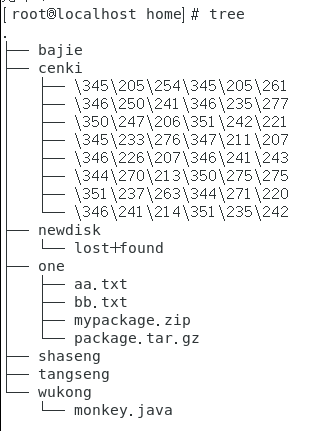 [root@localhost home]# tree
.
├── bajie
├── cenki
│   ├── \345\205\254\345\205\261
│   ├── \346\250\241\346\235\277
│   ├── \350\247\206\351\242\221
│   ├── \345\233\276\347\211\207
│   ├── \346\226\207\346\241\243
│   ├── \344\270\213\350\275\275
│   ├── \351\237\263\344\271\220
│   └── \346\241\214\351\235\242
├── newdisk
│   └── lost+found
├── one
│   ├── aa.txt
│   ├── bb.txt
│   ├── mypackage.zip
│   └── package.tar.gz
├── shaseng
├── tangseng
└── wukong
    └── monkey.java